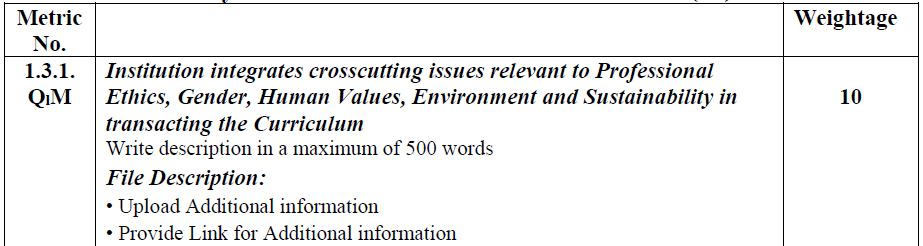 Metric Weightage
No.
1.3.1. Institution integrates crosscutting issues relevant to Professional
QlM Ethics, Gender, Human Values, Environment and Sustainability in 10
transacting the Curriculum
Write description in a maximum of 500 words
File Description:
• Upload Additional information
• Provide Link for Additional information